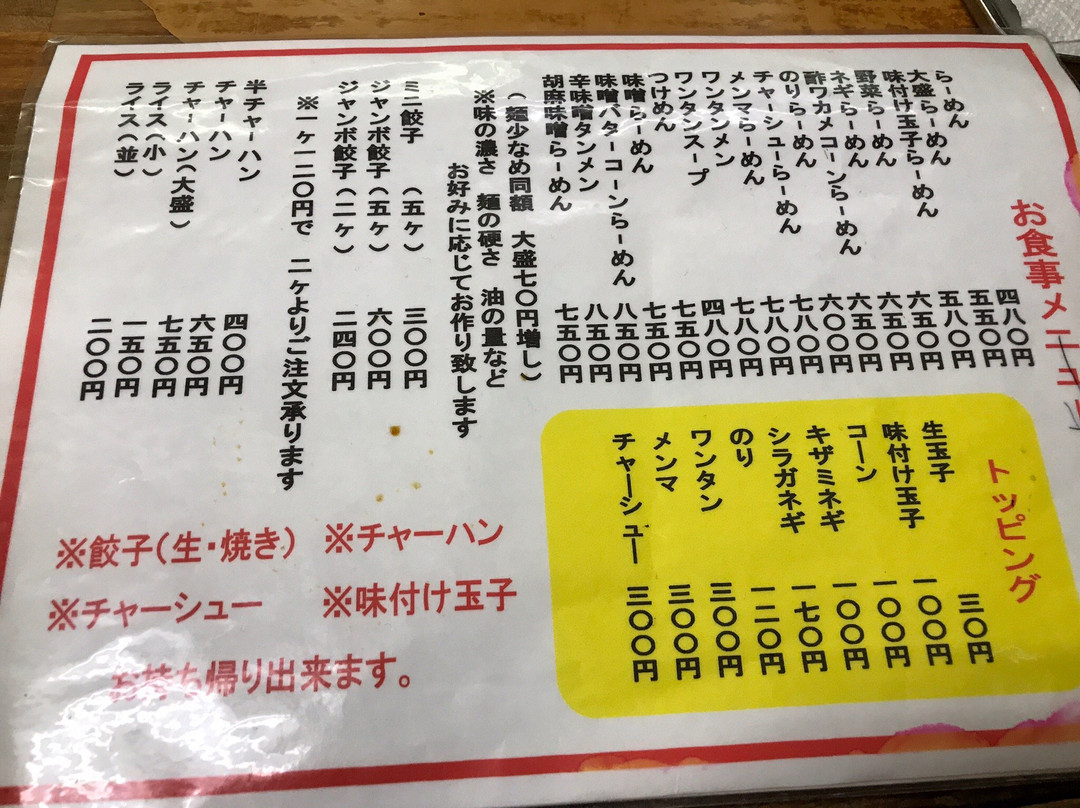 お食事メニュー
らーめん 四八〇円
大盛らーめん 五五〇円
味付け玉子らーめん 五八〇円
野菜らーめん 六五〇円
ネギらーめん 六五〇円
酢ワカメコーンらーめん 六五〇円
のりらーめん 六〇〇円
チャーシューらーめん 七八〇円
メンマらーめん 七八〇円
ワンタンメン 七八〇円
ワンタンスープ 四八〇円
つけめん 七五〇円
味噌らーめん 七五〇円
味噌バターコーンらーめん 八五〇円
辛味噌タンメン 八五〇円
胡麻味噌らーめん 七五〇円
(麺少なめ同額 大盛七〇円増し)
※味の濃さ 麺の硬さ 油の量など
お好みに応じてお作り致します
ミニ餃子 (五ヶ) 三〇〇円
ジャンボ餃子(五ヶ) 六〇〇円
ジャンボ餃子(二ヶ) 二四〇円
※一ヶ一二〇円で 二ヶよりご注文承ります
半チャーハン 四〇〇円
チャーハン 六五〇円
チャーハン(大盛) 七五〇円
ライス(小) 一五〇円
ライス(並) 二〇〇円
トッピング
生玉子 三〇円
味付け玉子 一〇〇円
コーン 一〇〇円
キザミネギ 一〇〇円
シラガネギ 一七〇円
のり 一二〇円
ワンタン 三〇〇円
メンマ 三〇〇円
チャーシュー 三〇〇円
※餃子(生・焼き) ※チャーハン
※チャーシュー ※味付け玉子
お持ち帰り出来ます。